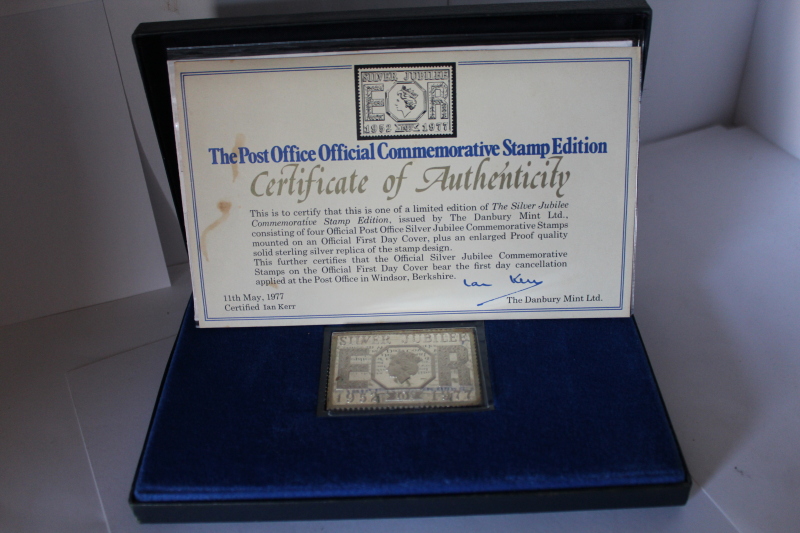 SILVER JUBILEE
E R
1952 1977
The Post Office Official Commemorative Stamp Edition
Certificate of Authenticity
This is to certify that this is one of a limited edition of The Silver Jubilee
Commemorative Stamp Edition, issued by The Danbury Mint Ltd.,
consisting of four Official Post Office Silver Jubilee Commemorative Stamps
mounted on an Official First Day Cover, plus an enlarged Proof quality
solid sterling silver replica of the stamp design.
This further certifies that the Official Silver Jubilee Commemorative
Stamps on the Official First Day Cover bear the first day cancellation
applied at the Post Office in Windsor, Berkshire.
Ian Kerr
11th May, 1977
The Danbury Mint Ltd.
Certified Ian Kerr
SILVER JUBILEE
E R
1952 1977